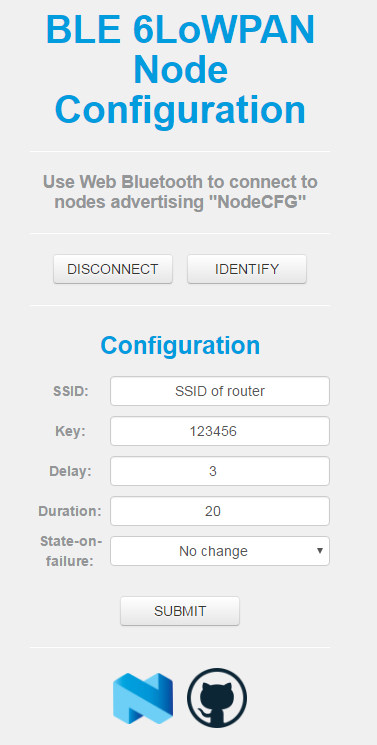 BLE 6LoWPAN
Node
Configuration
Use Web Bluetooth to connect to
nodes advertising "NodeCFG"
DISCONNECT IDENTIFY
Configuration
SSID: SSID of router
Key: 123456
Delay: 3
Duration: 20
State-on-
failure: No change
SUBMIT